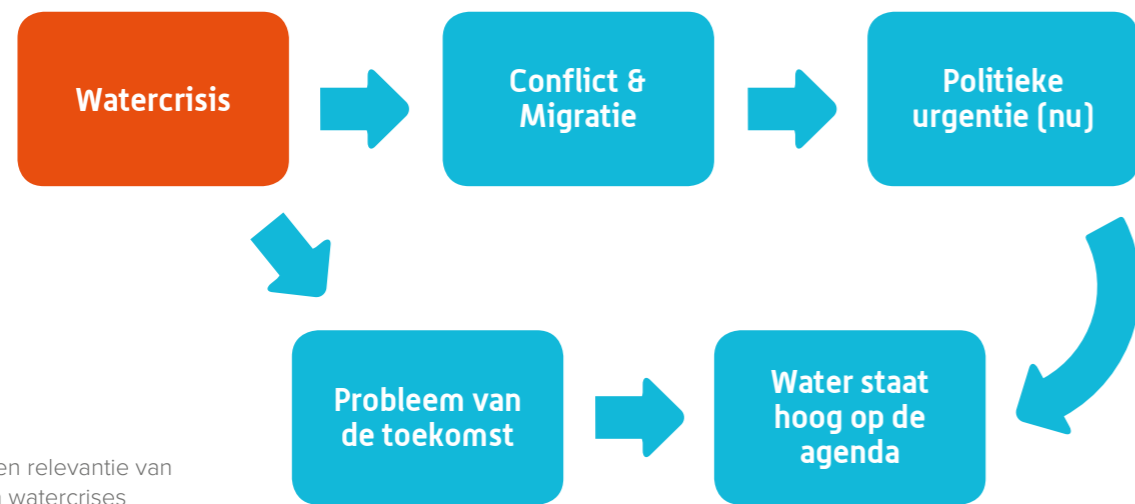 Watercrisis
Conflict &
Migratie
Politieke
urgentie (nu)
Probleem van
de toekomst
Water staat
hoog op de
agenda
en relevantie van
watercrises